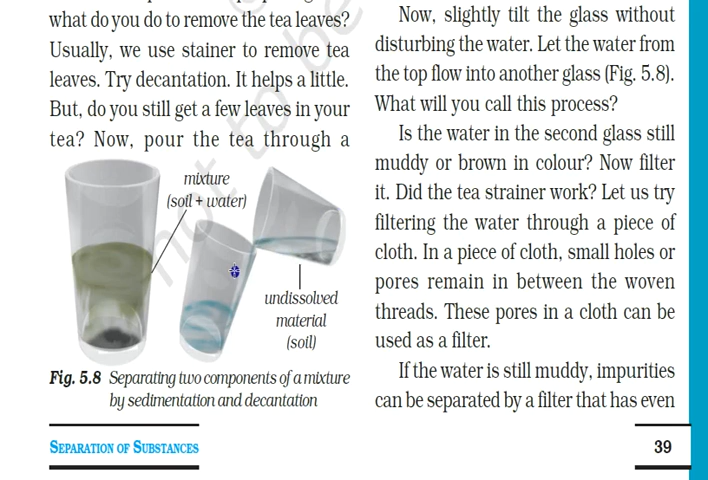 what do you do to remove the tea leaves?
Usually, we use stainer to remove tea
leaves. Try decantation. It helps a little.
But, do you still get a few leaves in your
tea? Now, pour the tea through a
mixture
(soil + water)
undissolved
material
(soil)
Fig. 5.8 Separating two components of a mixture
by sedimentation and decantation
Now, slightly tilt the glass without
disturbing the water. Let the water from
the top flow into another glass (Fig. 5.8).
What will you call this process?
Is the water in the second glass still
muddy or brown in colour? Now filter
it. Did the tea strainer work? Let us try
filtering the water through a piece of
cloth. In a piece of cloth, small holes or
pores remain in between the woven
threads. These pores in a cloth can be
used as a filter.
If the water is still muddy, impurities
can be separated by a filter that has even
SEPARATION OF SUBSTANCES
39
not to be